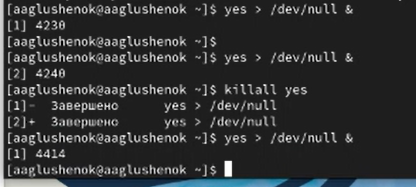 [aaglushenok@aaglushenok ~]$ yes > /dev/null &
[1] 4230
[aaglushenok@aaglushenok ~]$
[aaglushenok@aaglushenok ~]$ yes > /dev/null &
[2] 4240
[aaglushenok@aaglushenok ~]$ killall yes
[1]- Завершено yes > /dev/null
[2]+ Завершено yes > /dev/null
[aaglushenok@aaglushenok ~]$ yes > /dev/null &
[1] 4414
[aaglushenok@aaglushenok ~]$